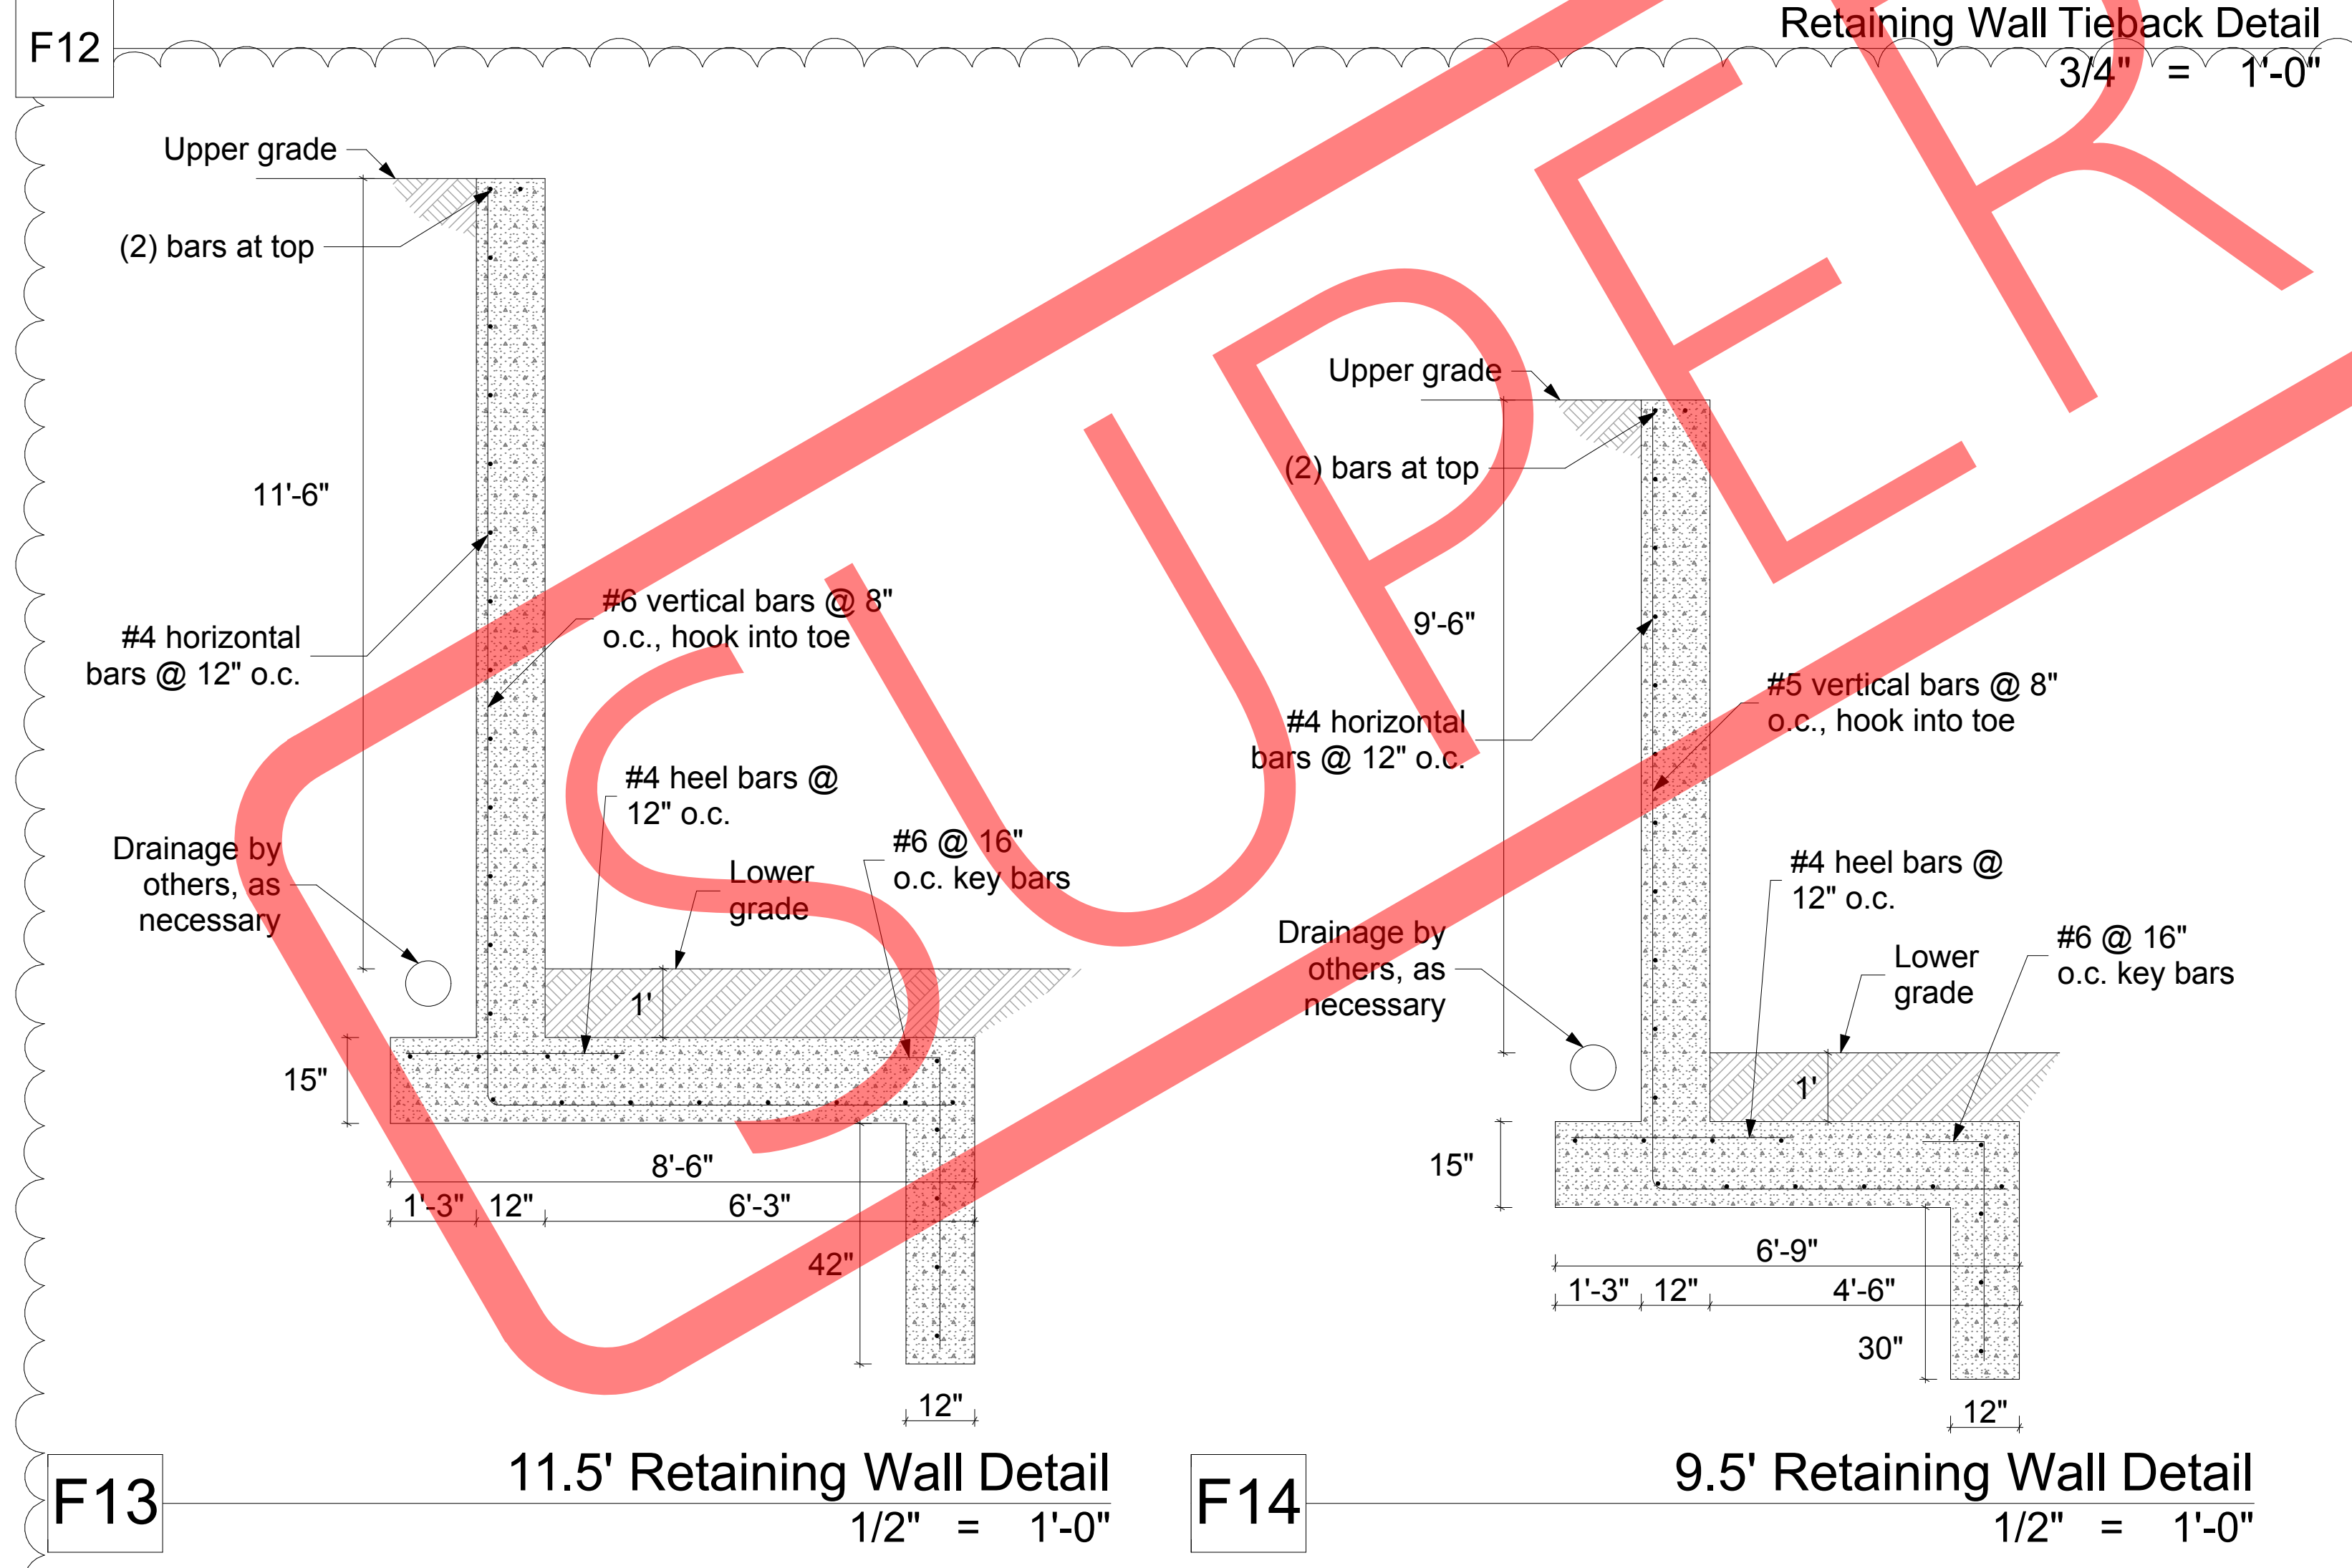 F12
Retaining Wall Tieback Detail
3/4" = 1'-0"
Upper grade
(2) bars at top
11'-6"
#4 horizontal
bars @ 12" o.c.
#6 vertical bars @ 8"
o.c., hook into toe
#4 heel bars @
12" o.c.
#6 @ 16"
o.c. key bars
Lower
grade
Drainage by
others, as
necessary
1'
15"
8'-6"
1'-3" 12" 6'-3"
42"
12"
F13
11.5' Retaining Wall Detail
1/2" = 1'-0"
Upper grade
(2) bars at top
9'-6"
#4 horizontal
bars @ 12" o.c.
#5 vertical bars @ 8"
o.c., hook into toe
#4 heel bars @
12" o.c.
#6 @ 16"
o.c. key bars
Lower
grade
Drainage by
others, as
necessary
1'
15"
6'-9"
1'-3" 12" 4'-6"
30"
12"
F14
9.5' Retaining Wall Detail
1/2" = 1'-0"
SUPER